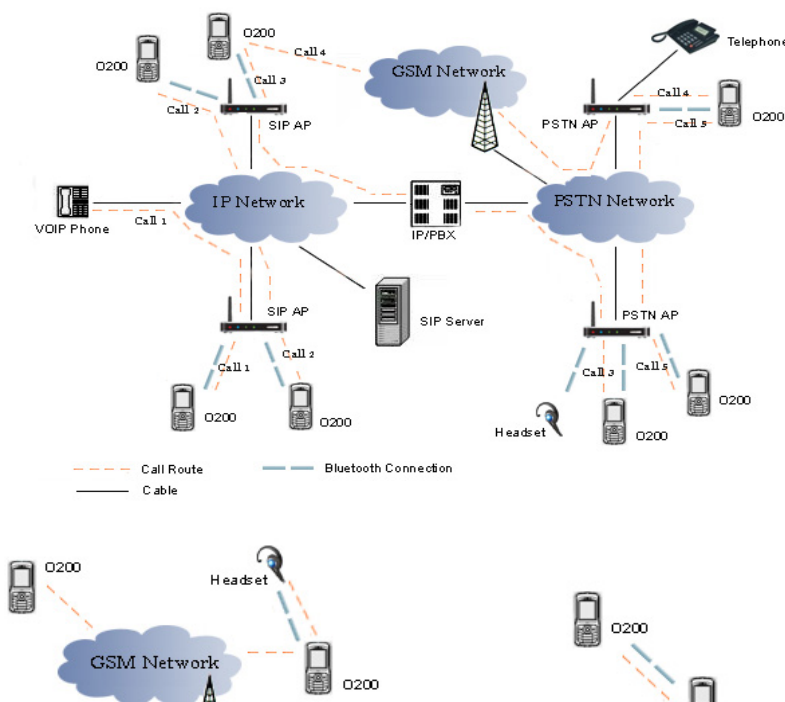 O200
O200
Call 4
GSM Network
Telephone
Call 3
Call 2
SIP AP
PSTN AP
Call 4
Call 5
O200
IP Network
PSTN Network
VOIP Phone
Call 1
IP/PBX
SIP AP
SIP Server
PSTN AP
Call 1
Call 2
Call 3
Call 5
O200
O200
Headset
O200
O200
Call Route
Bluetooth Connection
Cable
O200
Headset
O200
GSM Network
O200